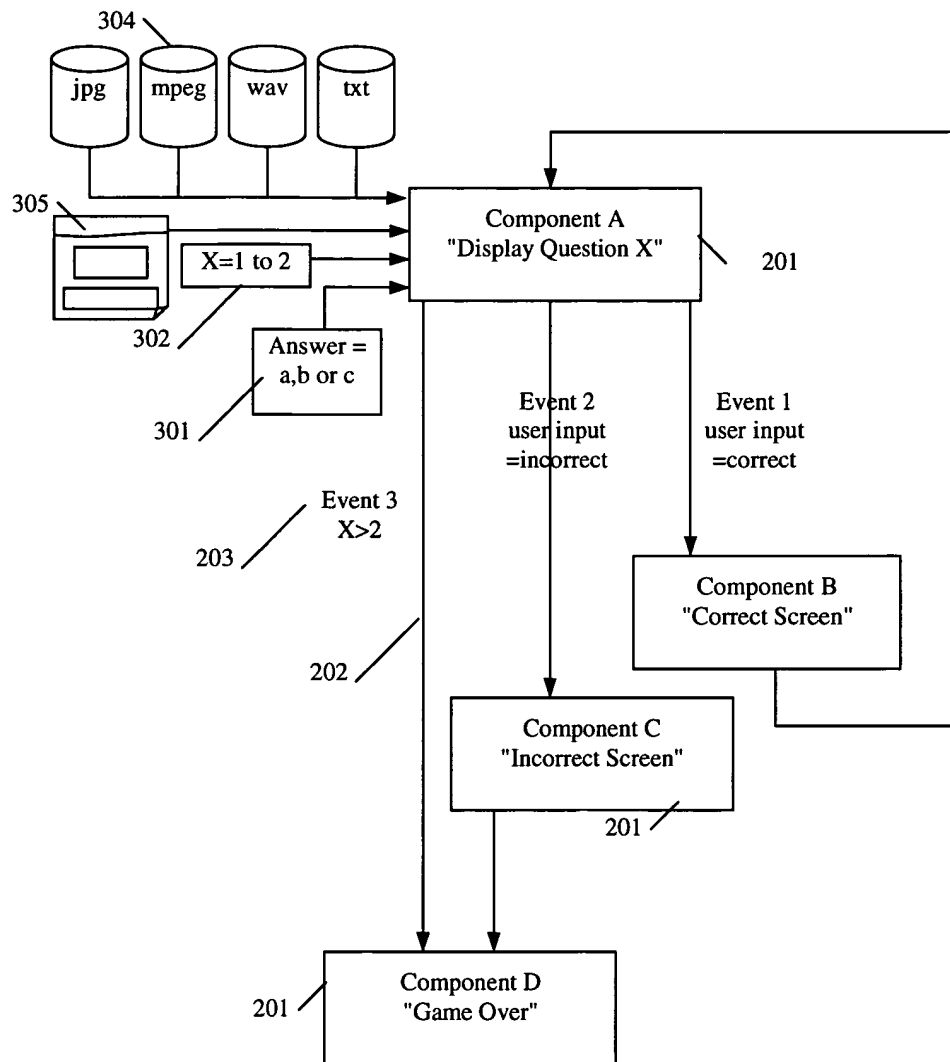 304
jpg
mpeg
wav
txt
305
Component A
"Display Question X"
201
X=1 to 2
302
Answer =
a,b or c
301
Event 2
user input
=incorrect
Event 1
user input
=correct
Event 3
X>2
203
Component B
"Correct Screen"
202
Component C
"Incorrect Screen"
201
Component D
"Game Over"
201